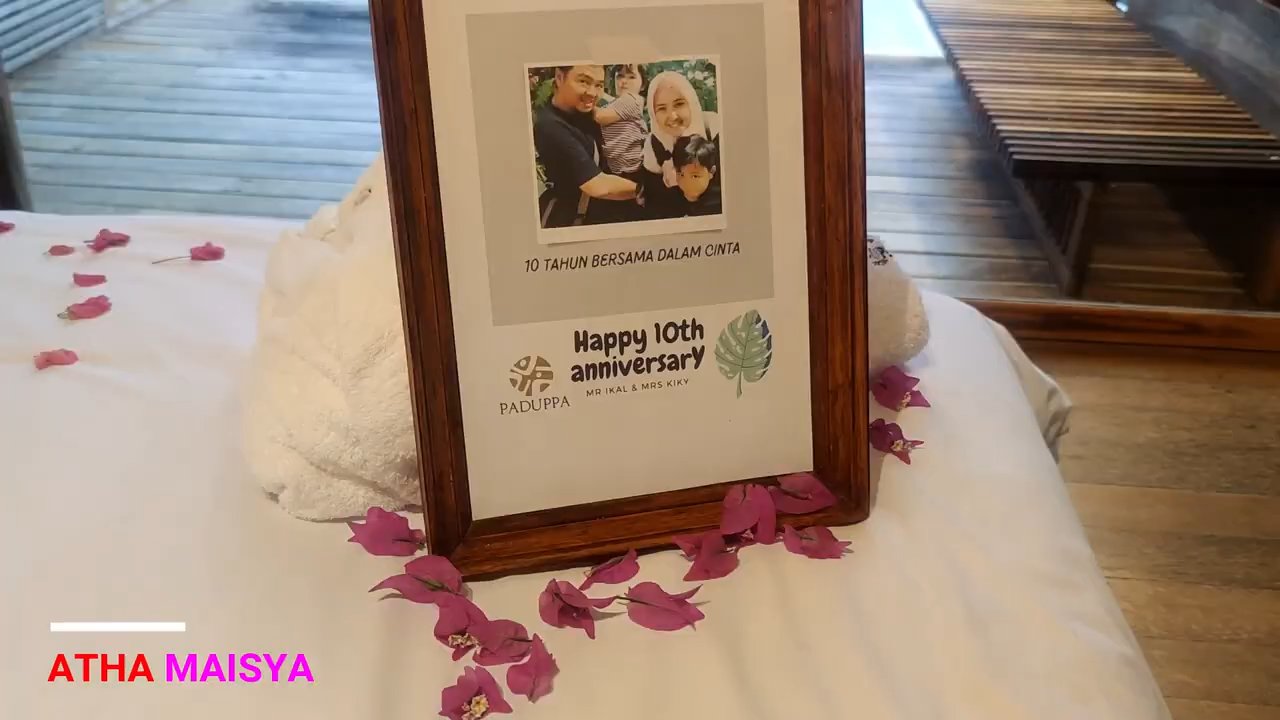 10 TAHUN BERSAMA DALAM CINTA
Happy 10th
anniversary
MR IKAL & MRS KIKY
PADUPPA
ATHA MAISYA